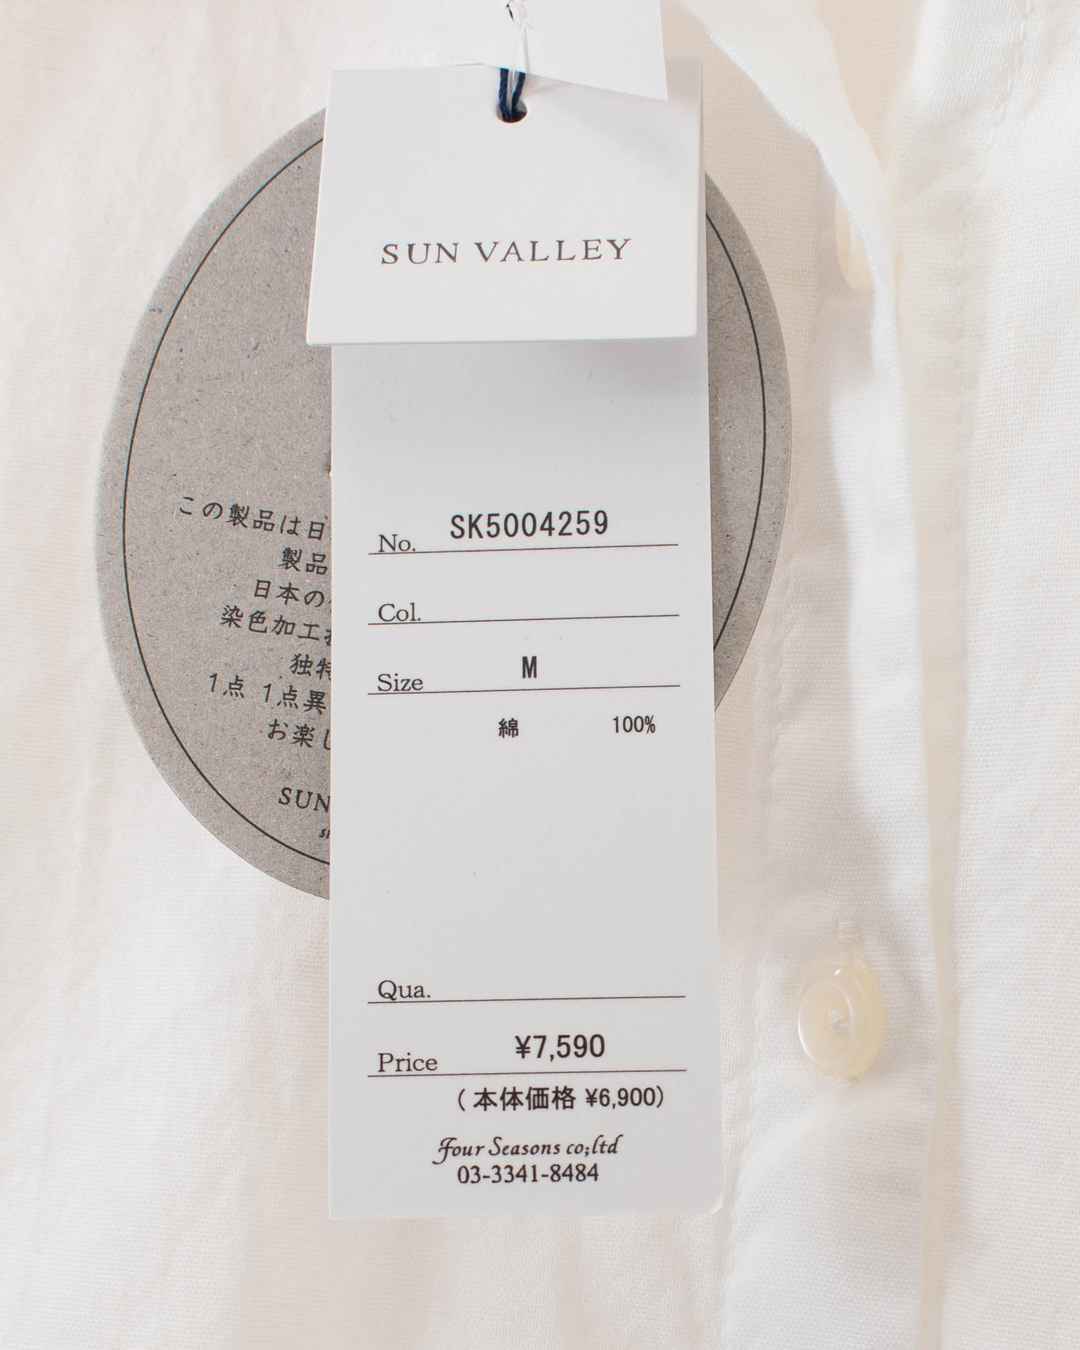 SUN VALLEY
No. SK5004259
Col.
Size M
綿 100%
Qua.
Price ¥7,590
(本体価格 ¥6,900)
Four Seasons co;ltd
03-3341-8484
この製品は日
製品
日本の
染色加工
独特
1点 1点異
お楽し
SUN